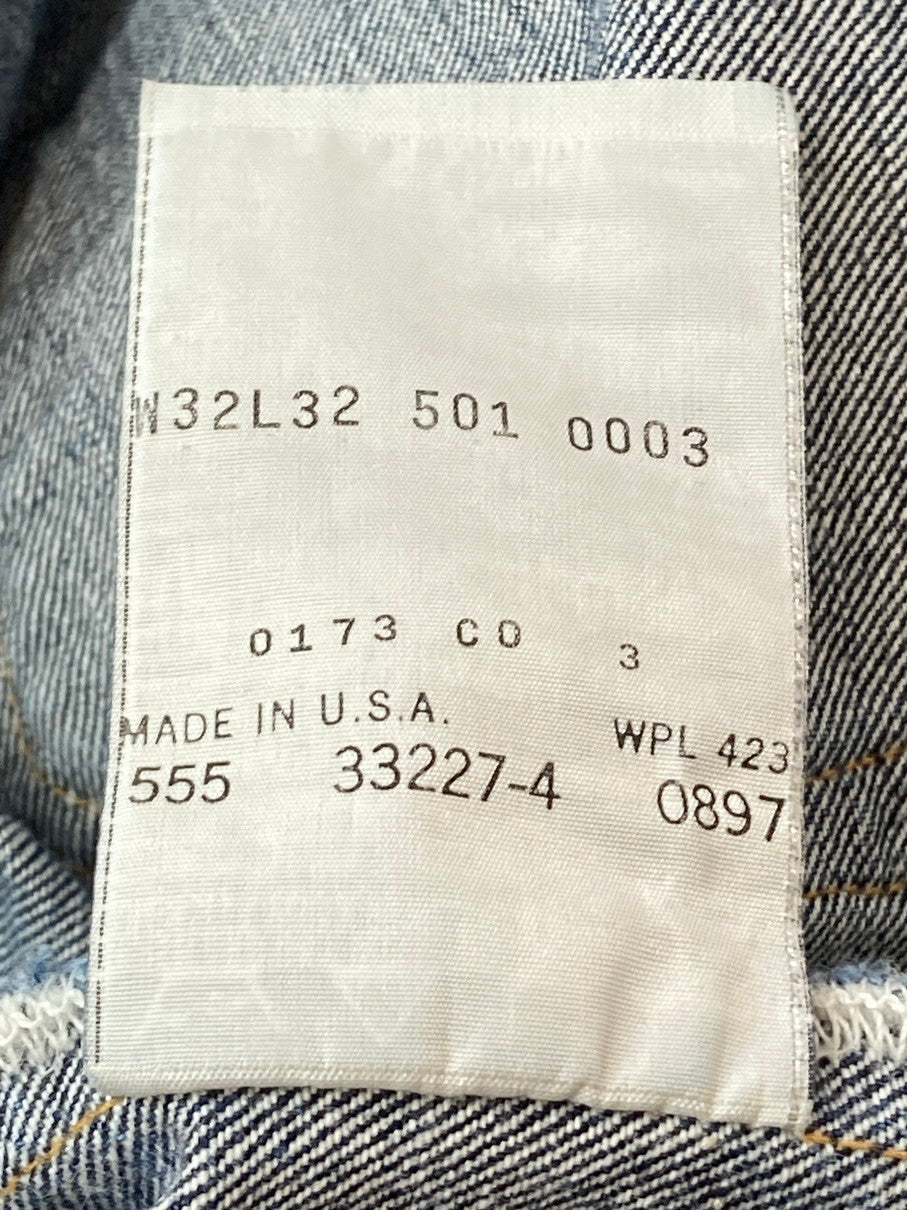 W32L32 501 0003
0173 CO 3
MADE IN U.S.A. WPL 423
555 33227-4 0897